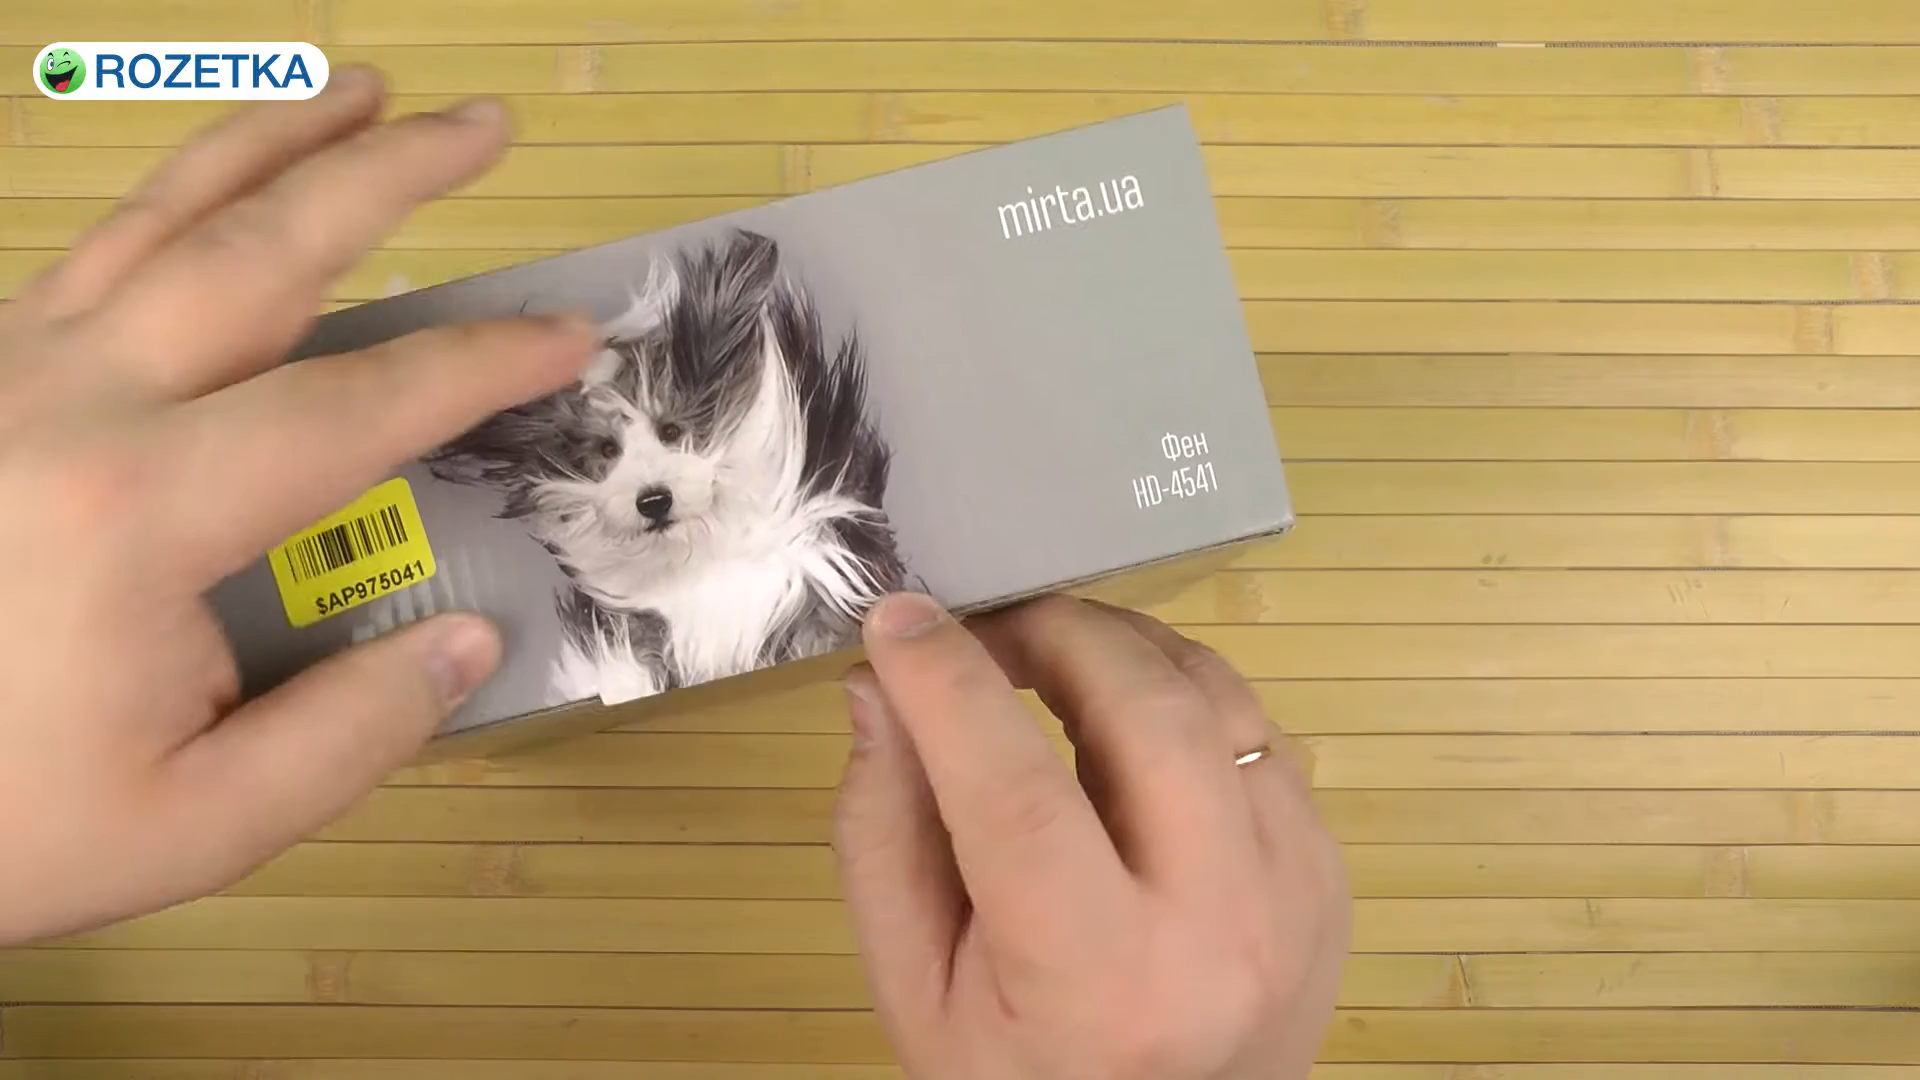 ROZETKA
mirta.ua
Фен
HD-4541
$AP975041